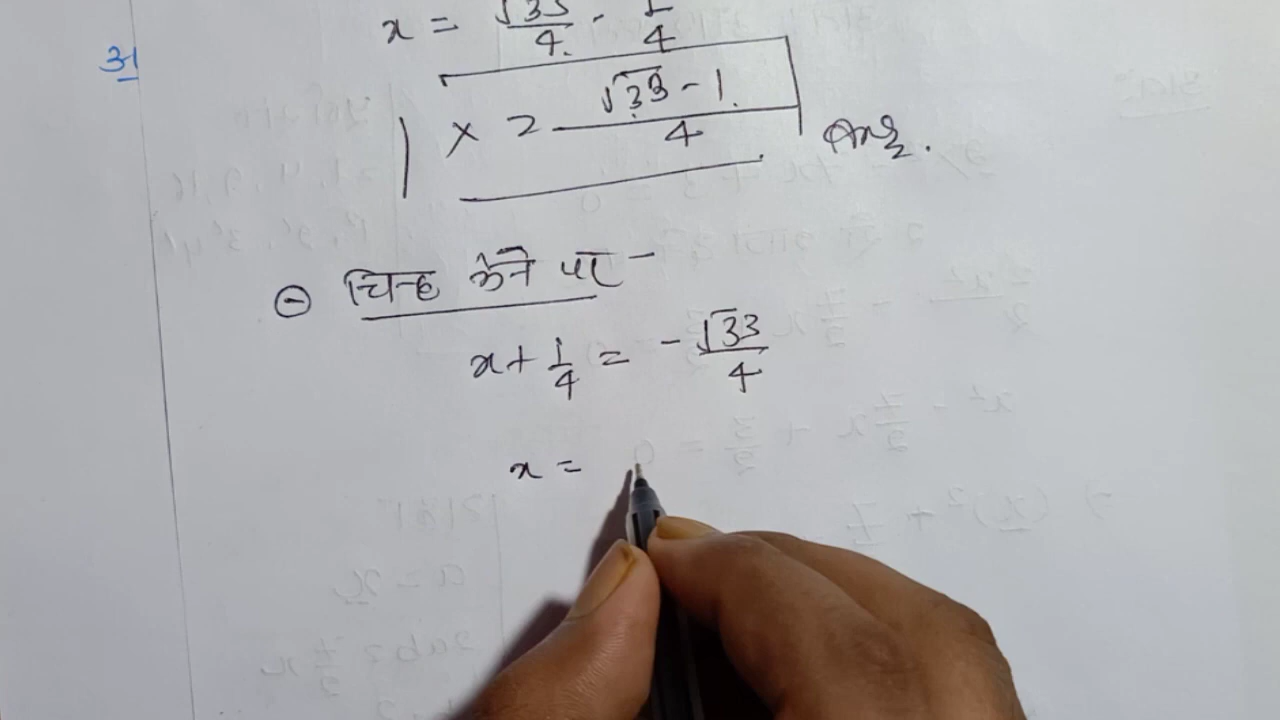 x = √33/4 - 1/4
अ
x = √33 - 1/4 Ans.
⊖ चिन्ह लेने पर -
x + 1/4 = - √33/4
x =